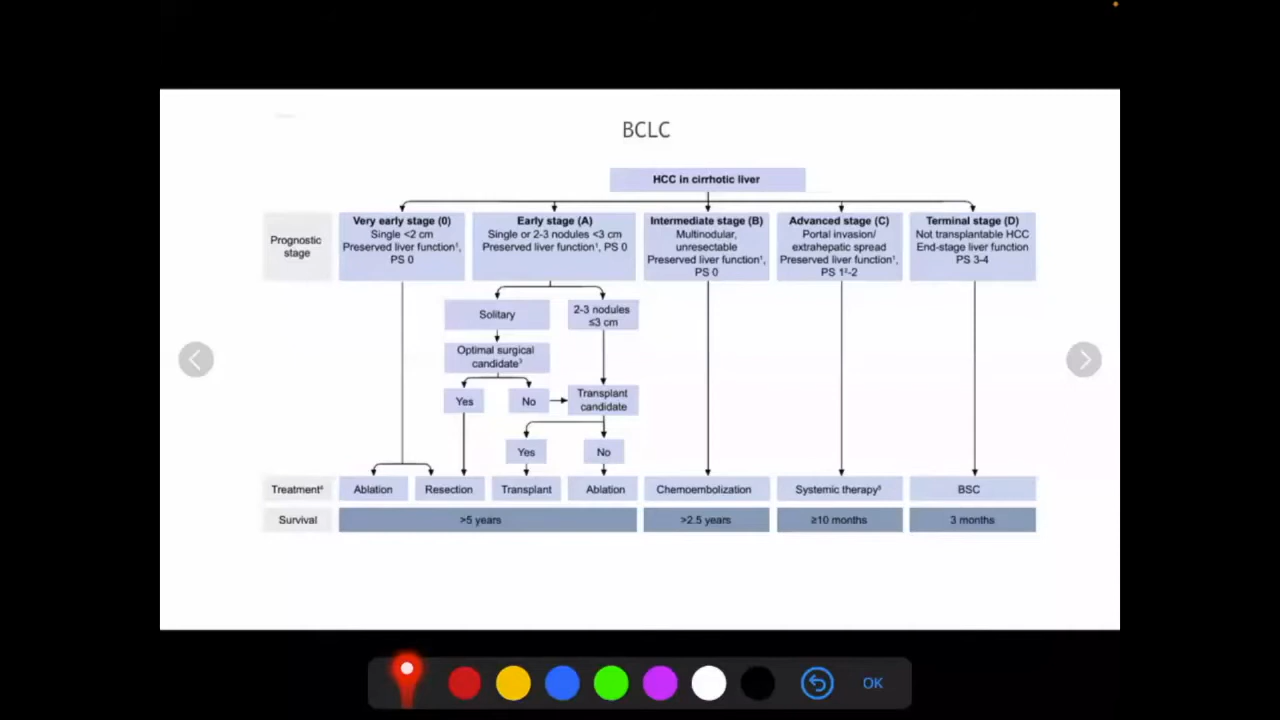 BCLC
HCC in cirrhotic liver
Prognostic
stage
Very early stage (0)
Single <2 cm
Preserved liver function¹,
PS 0
Early stage (A)
Single or 2-3 nodules <3 cm
Preserved liver function¹, PS 0
Intermediate stage (B)
Multinodular,
unresectable
Preserved liver function¹,
PS 0
Advanced stage (C)
Portal invasion/
extrahepatic spread
Preserved liver function¹,
PS 1²-2
Terminal stage (D)
Not transplantable HCC
End-stage liver function
PS 3-4
Solitary
2-3 nodules
≤3 cm
Optimal surgical
candidate³
Yes
No
Transplant
candidate
Yes
No
Treatment⁴
Ablation
Resection
Transplant
Ablation
Chemoembolization
Systemic therapy⁵
BSC
Survival
>5 years
>2.5 years
≥10 months
3 months
OK